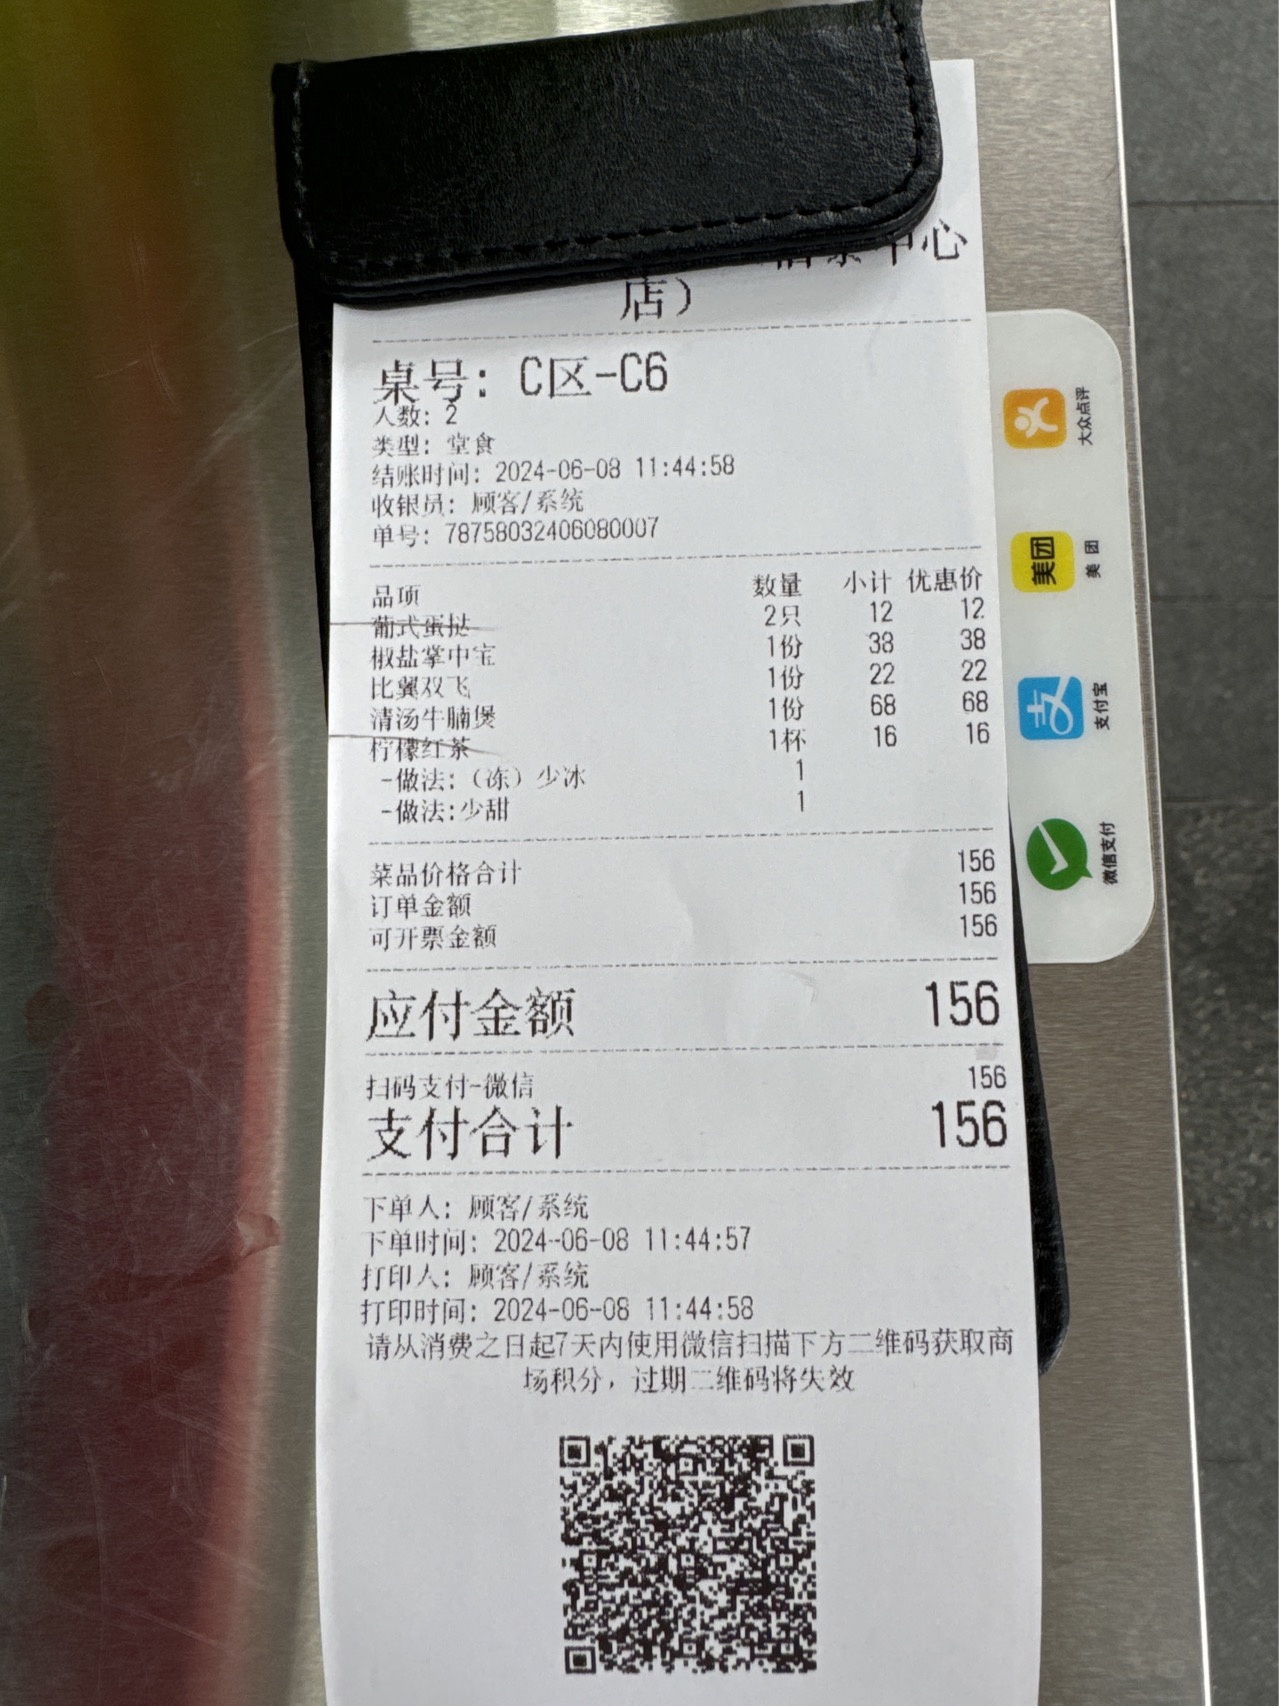 中心
店）
桌号：C区-C6
人数：2
类型：堂食
结账时间：2024-06-08 11:44:58
收银员：顾客/系统
单号：78758032406080007
品项 数量 小计 优惠价
葡式蛋挞 2只 12 12
椒盐掌中宝 1份 38 38
比翼双飞 1份 22 22
清汤牛腩煲 1份 68 68
柠檬红茶 1杯 16 16
-做法：（冻）少冰 1
-做法：少甜 1
菜品价格合计 156
订单金额 156
可开票金额 156
应付金额 156
扫码支付-微信 156
支付合计 156
下单人：顾客/系统
下单时间：2024-06-08 11:44:57
打印人：顾客/系统
打印时间：2024-06-08 11:44:58
请从消费之日起7天内使用微信扫描下方二维码获取商
场积分，过期二维码将失效
大众点评
美团
美团
支
支付宝
微信支付